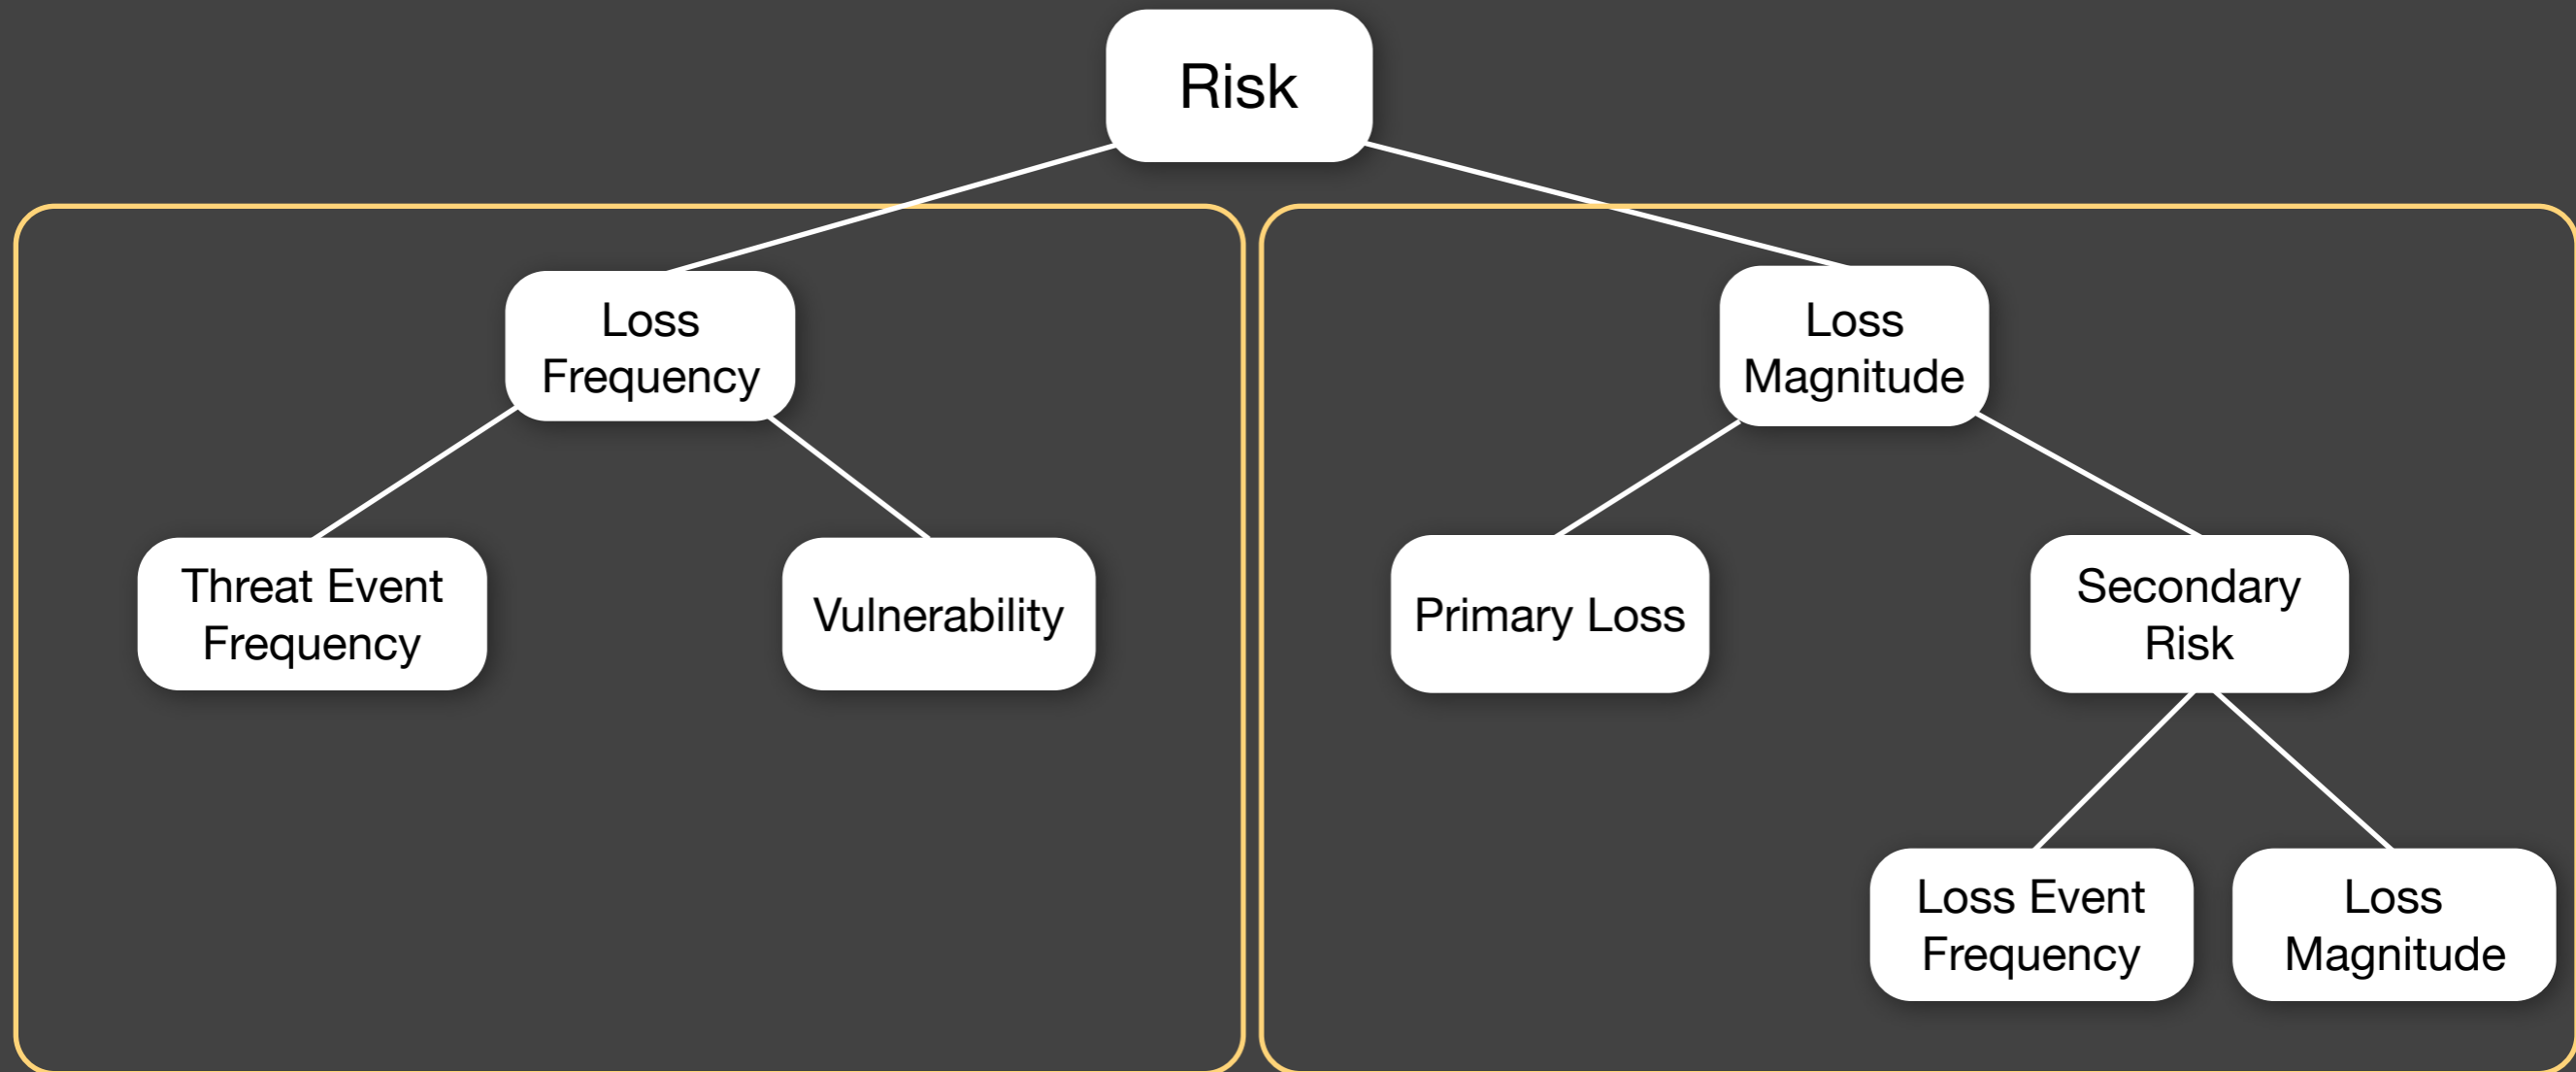 Risk
Loss
Frequency
Loss
Magnitude
Threat Event
Frequency
Vulnerability
Primary Loss
Secondary
Risk
Loss Event
Frequency
Loss
Magnitude